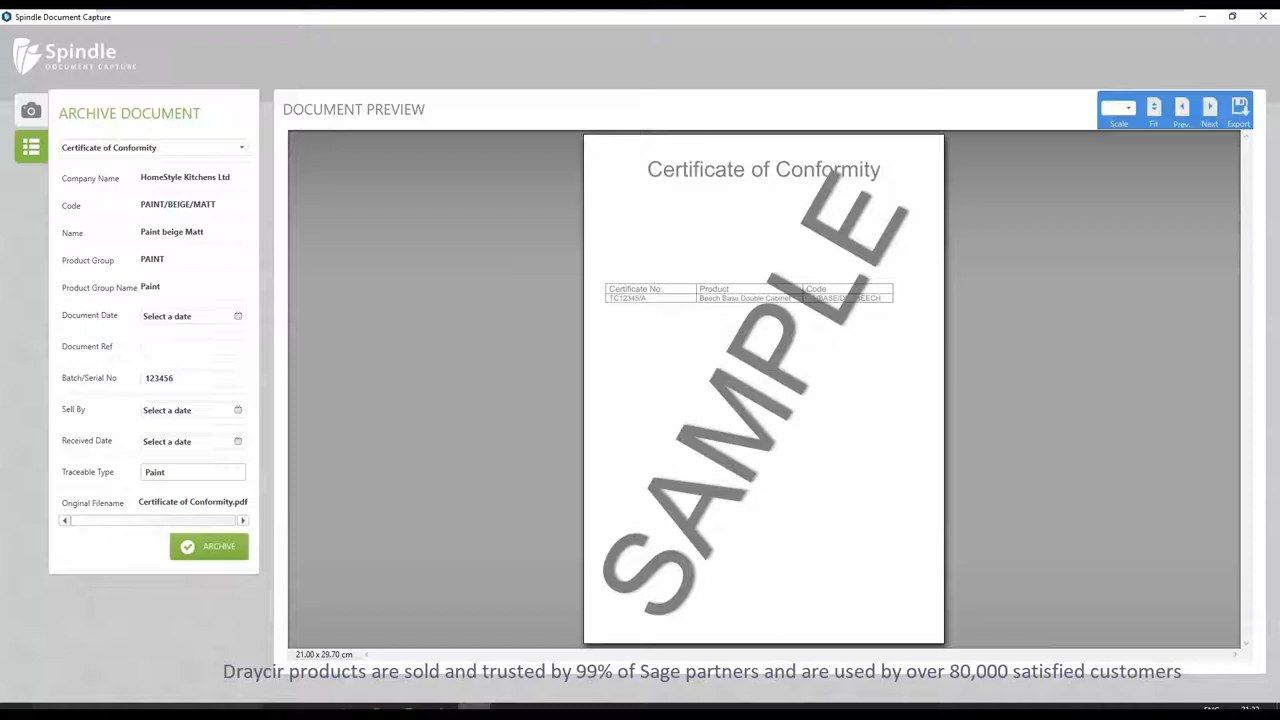 Spindle Document Capture
Spindle
DOCUMENT CAPTURE
ARCHIVE DOCUMENT
Certificate of Conformity
Company Name HomeStyle Kitchens Ltd
Code PAINT/BEIGE/MATT
Name Paint beige Matt
Product Group PAINT
Product Group Name Paint
Document Date Select a date
Document Ref
Batch/Serial No 123456
Sell By Select a date
Received Date Select a date
Traceable Type Paint
Original Filename Certificate of Conformity.pdf
ARCHIVE
DOCUMENT PREVIEW
Scale Fit Prev. Next Export
Certificate of Conformity
Certificate No: Product Code
TC12345/A Beech Base Double Cabinet
SAMPLE
21.00 x 29.70 cm
Draycir products are sold and trusted by 99% of Sage partners and are used by over 80,000 satisfied customers